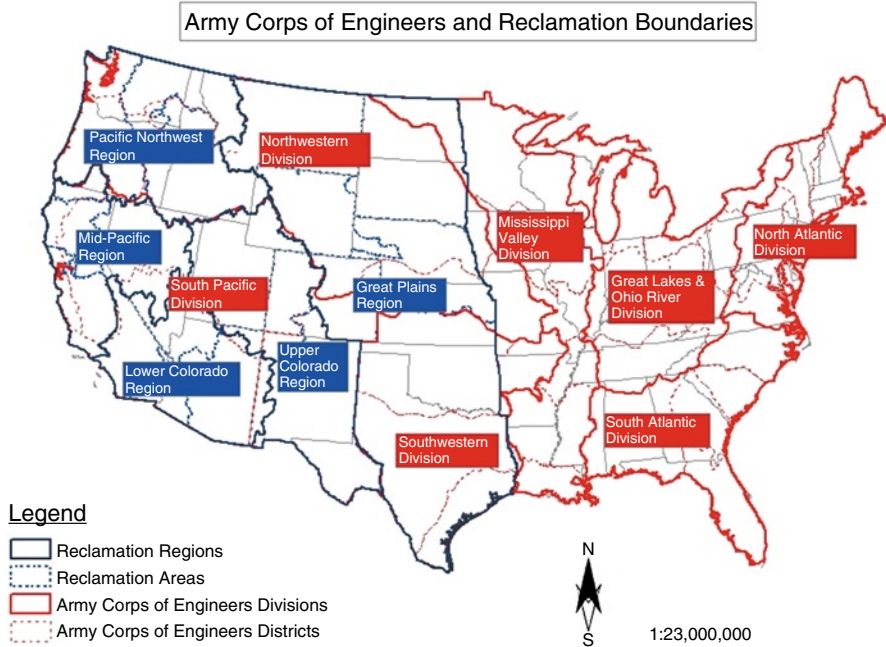 Army Corps of Engineers and Reclamation Boundaries
Pacific Northwest
Region
Northwestern
Division
Mississippi
Valley
Division
North Atlantic
Division
Mid-Pacific
Region
South Pacific
Division
Great Plains
Region
Great Lakes &
Ohio River
Division
Lower Colorado
Region
Upper
Colorado
Region
Southwestern
Division
South Atlantic
Division
Legend
Reclamation Regions
Reclamation Areas
Army Corps of Engineers Divisions
Army Corps of Engineers Districts
N
S
1:23,000,000